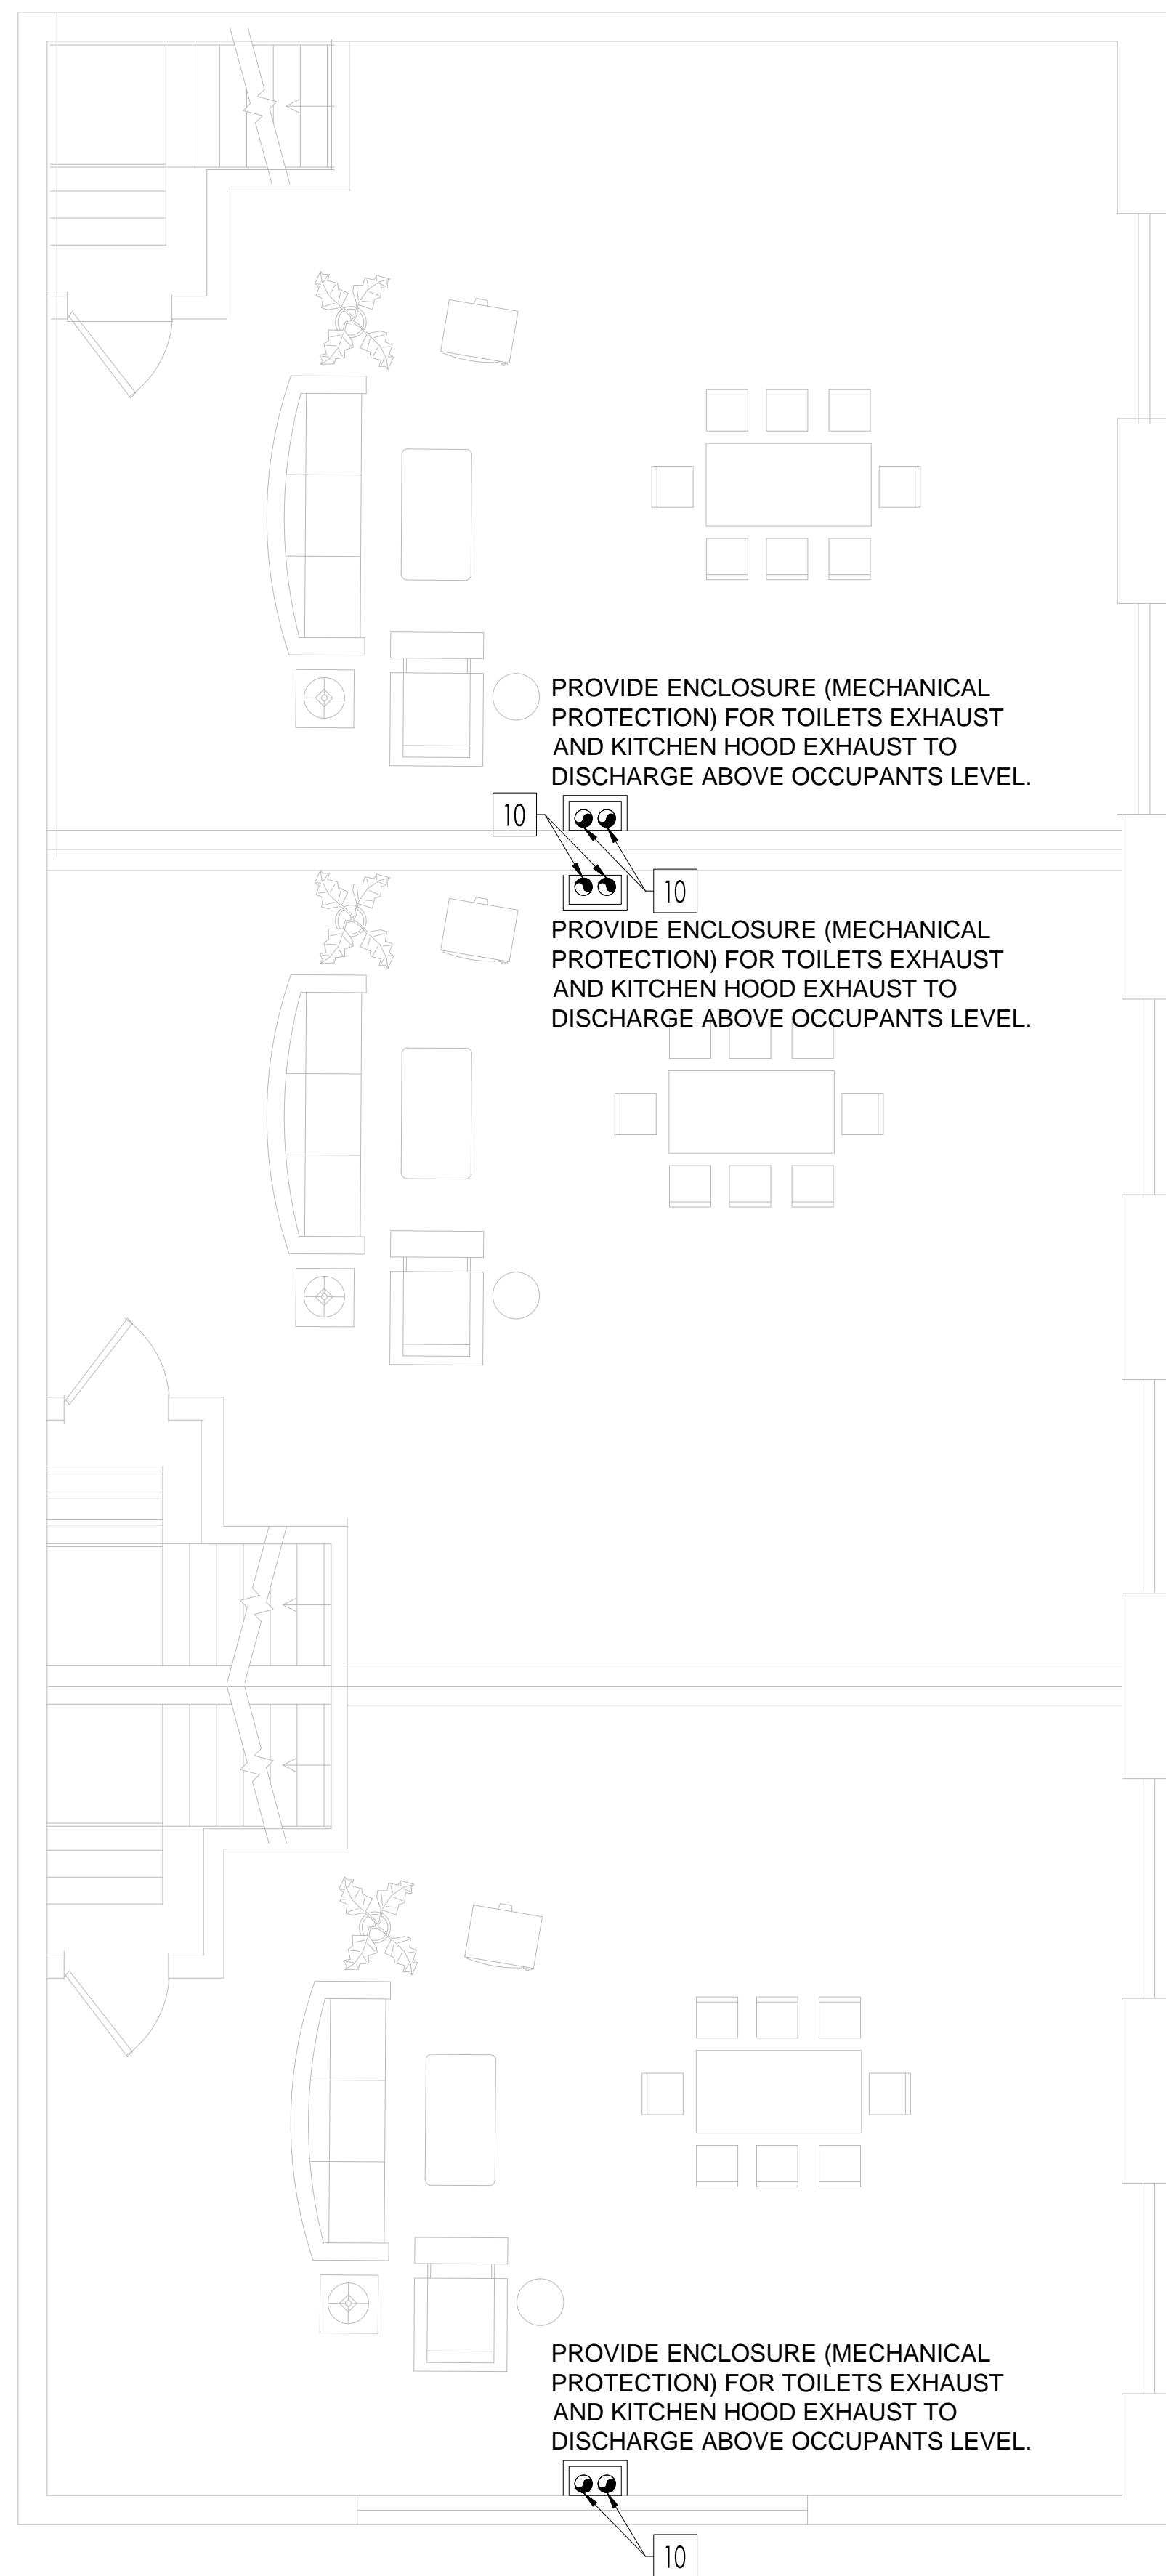 PROVIDE ENCLOSURE (MECHANICAL
PROTECTION) FOR TOILETS EXHAUST
AND KITCHEN HOOD EXHAUST TO
DISCHARGE ABOVE OCCUPANTS LEVEL.
10
10
PROVIDE ENCLOSURE (MECHANICAL
PROTECTION) FOR TOILETS EXHAUST
AND KITCHEN HOOD EXHAUST TO
DISCHARGE ABOVE OCCUPANTS LEVEL.
PROVIDE ENCLOSURE (MECHANICAL
PROTECTION) FOR TOILETS EXHAUST
AND KITCHEN HOOD EXHAUST TO
DISCHARGE ABOVE OCCUPANTS LEVEL.
10